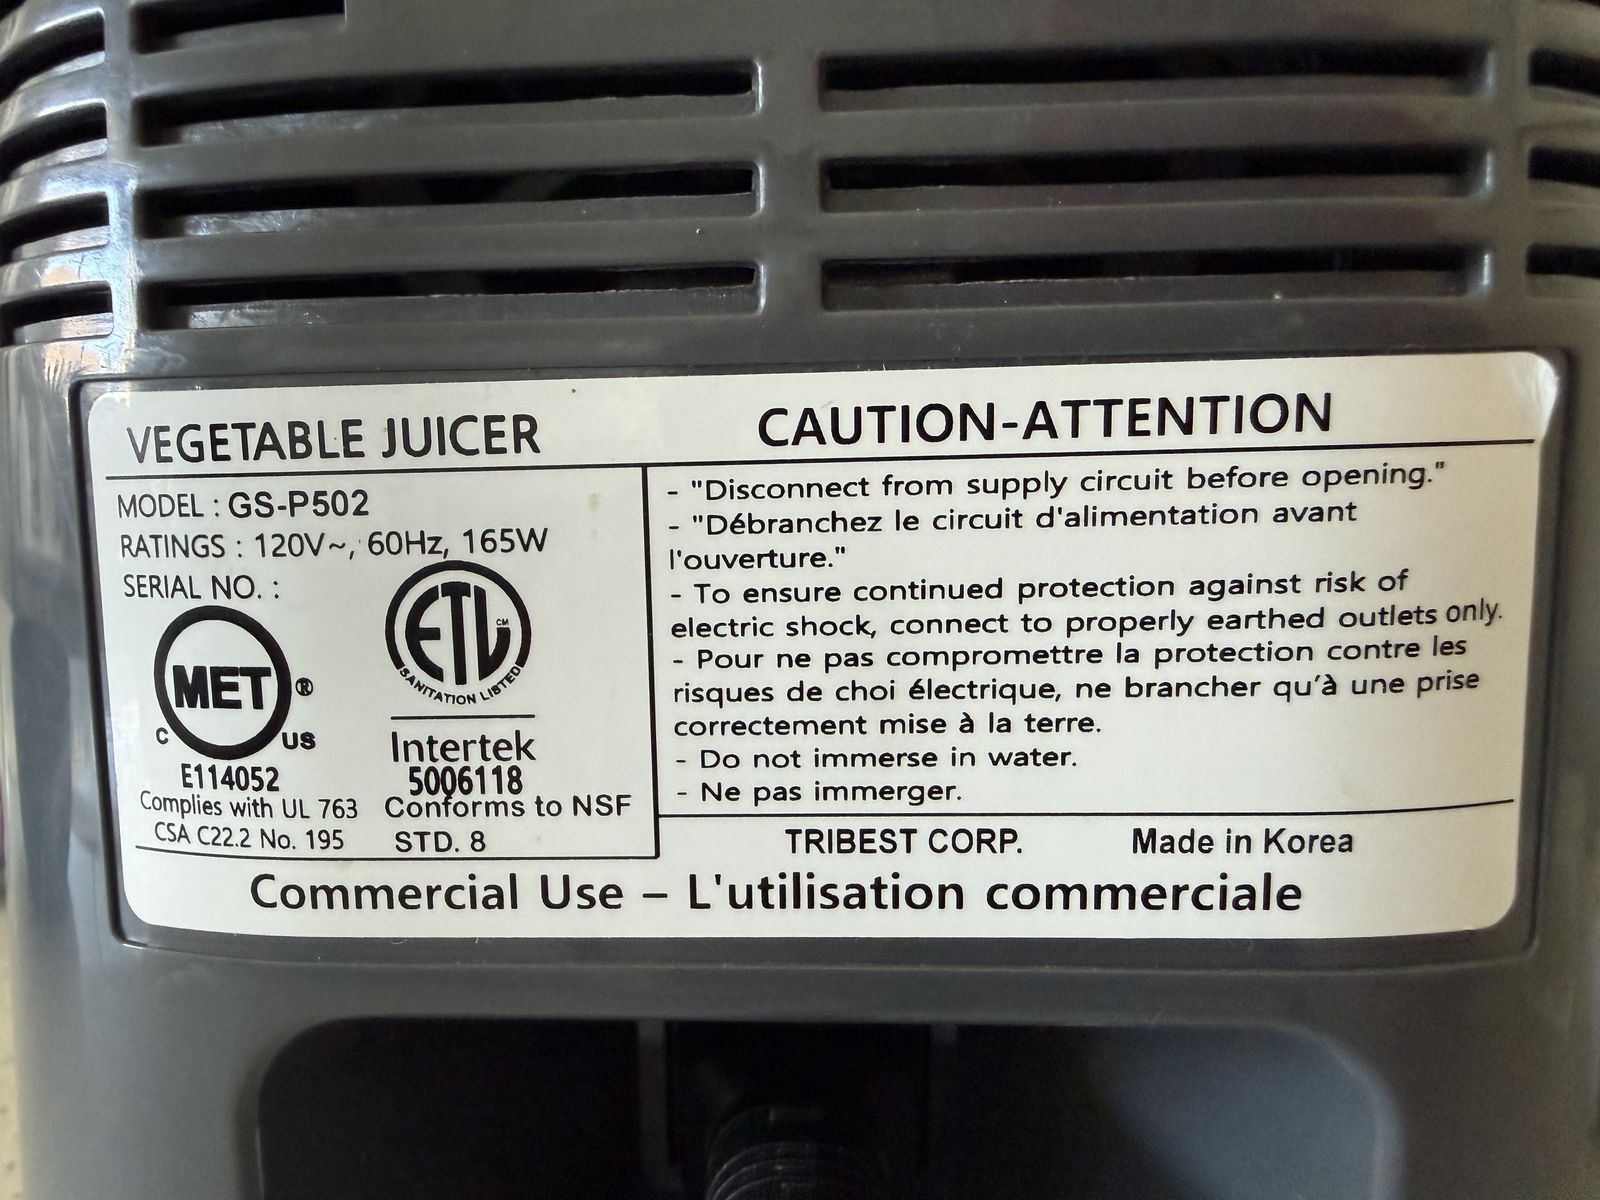 VEGETABLE JUICER
MODEL : GS-P502
RATINGS : 120V~, 60Hz, 165W
SERIAL NO. :
MET ®
C US
E114052
Complies with UL 763
CSA C22.2 No. 195
ETL CM
SANITATION LISTED
Intertek
5006118
Conforms to NSF
STD. 8
CAUTION-ATTENTION
- "Disconnect from supply circuit before opening."
- "Débranchez le circuit d'alimentation avant
l'ouverture."
- To ensure continued protection against risk of
electric shock, connect to properly earthed outlets only.
- Pour ne pas compromettre la protection contre les
risques de choi électrique, ne brancher qu'à une prise
correctement mise à la terre.
- Do not immerse in water.
- Ne pas immerger.
TRIBEST CORP. Made in Korea
Commercial Use – L'utilisation commerciale